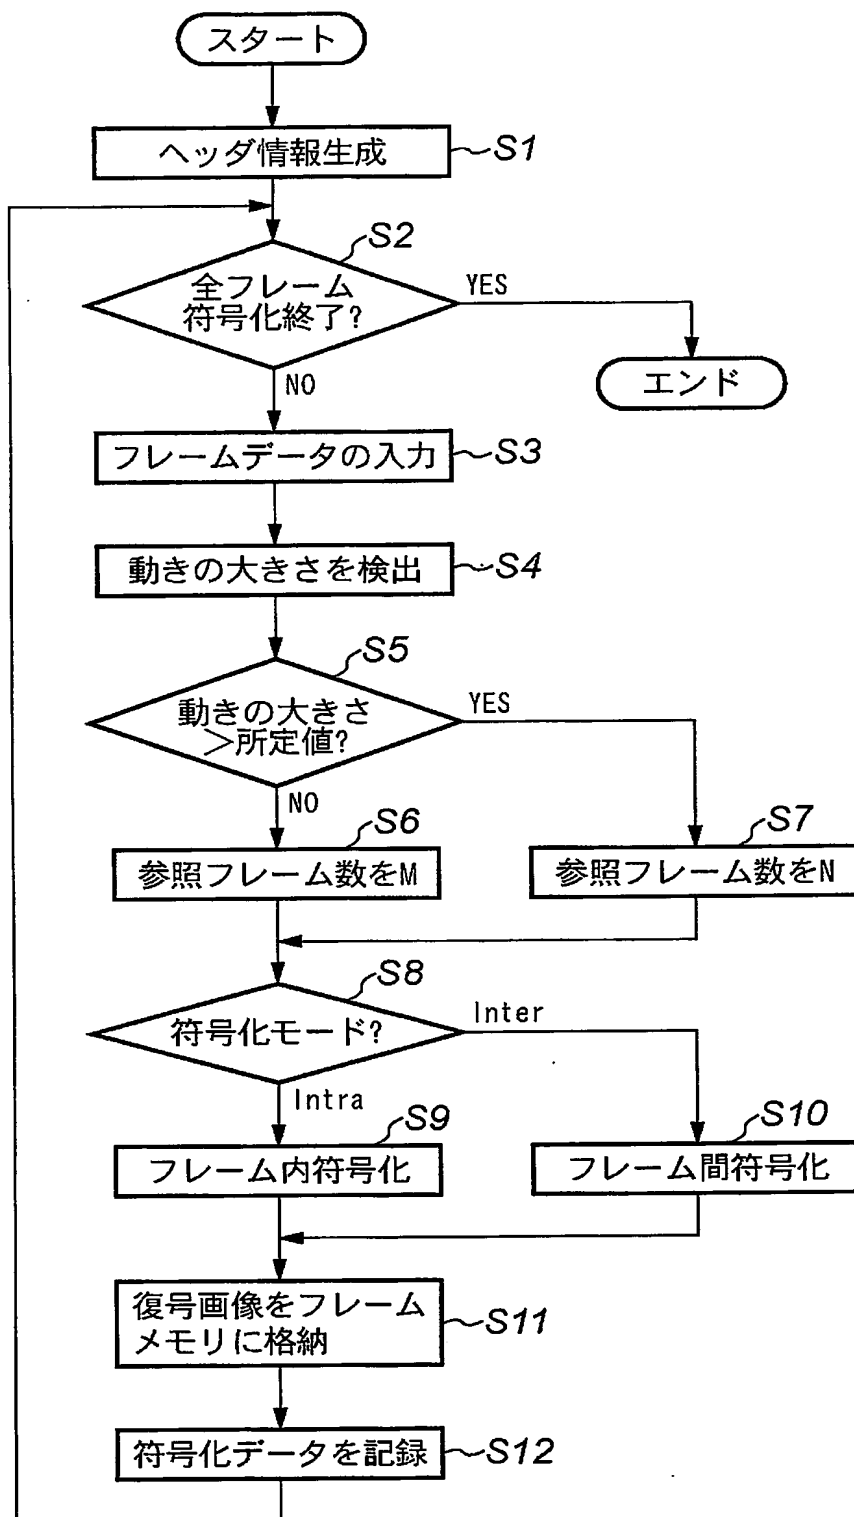 スタート
ヘッダ情報生成
S1
S2
全フレーム
符号化終了?
YES
エンド
NO
フレームデータの入力
S3
動きの大きさを検出
S4
S5
動きの大きさ
>所定値?
YES
NO
S6
参照フレーム数をM
S7
参照フレーム数をN
S8
符号化モード?
Inter
Intra
S9
フレーム内符号化
S10
フレーム間符号化
復号画像をフレーム
メモリに格納
S11
符号化データを記録
S12